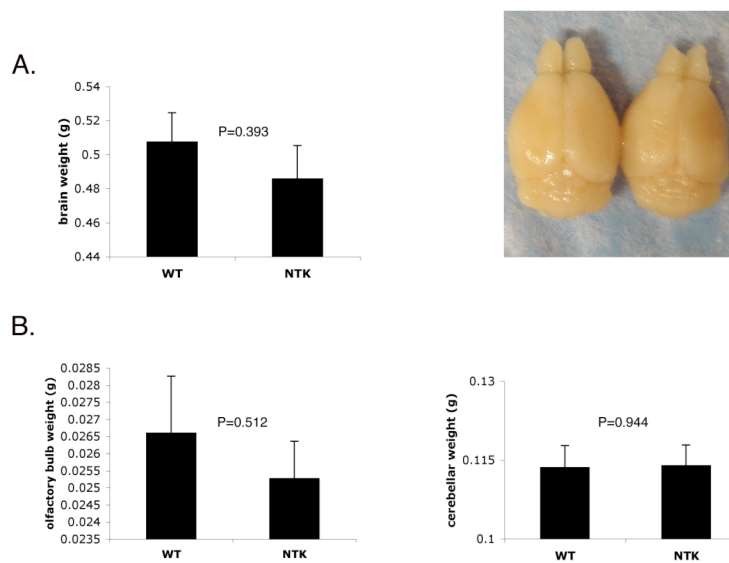 A.
brain weight (g)
0.54
0.52
0.5
0.48
0.46
0.44
P=0.393
WT NTK
B.
olfactory bulb weight (g)
0.0285
0.028
0.0275
0.027
0.0265
0.026
0.0255
0.025
0.0245
0.024
0.0235
P=0.512
WT NTK
cerebellar weight (g)
0.13
0.115
0.1
P=0.944
WT NTK